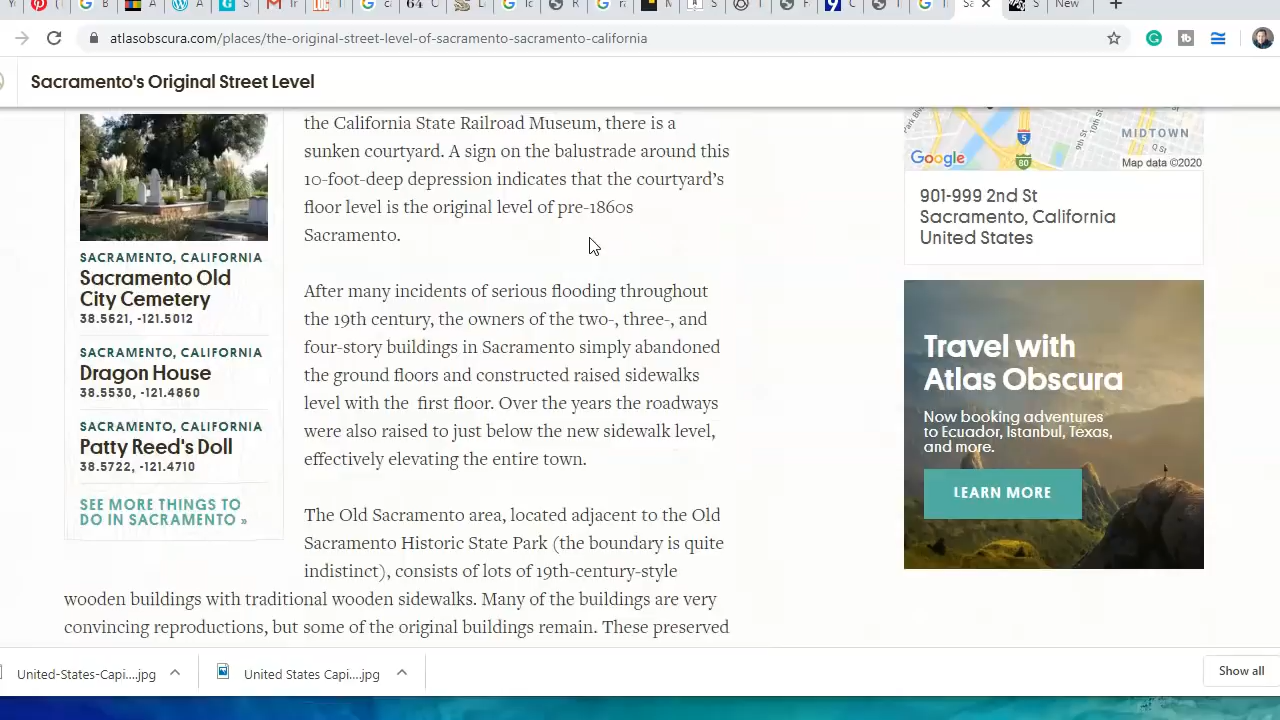 New
atlasobscura.com/places/the-original-street-level-of-sacramento-sacramento-california
Sacramento's Original Street Level
SACRAMENTO, CALIFORNIA
Sacramento Old
City Cemetery
38.5621, -121.5012
SACRAMENTO, CALIFORNIA
Dragon House
38.5530, -121.4860
SACRAMENTO, CALIFORNIA
Patty Reed's Doll
38.5722, -121.4710
SEE MORE THINGS TO
DO IN SACRAMENTO »
the California State Railroad Museum, there is a
sunken courtyard. A sign on the balustrade around this
10-foot-deep depression indicates that the courtyard's
floor level is the original level of pre-1860s
Sacramento.
After many incidents of serious flooding throughout
the 19th century, the owners of the two-, three-, and
four-story buildings in Sacramento simply abandoned
the ground floors and constructed raised sidewalks
level with the first floor. Over the years the roadways
were also raised to just below the new sidewalk level,
effectively elevating the entire town.
The Old Sacramento area, located adjacent to the Old
Sacramento Historic State Park (the boundary is quite
indistinct), consists of lots of 19th-century-style
wooden buildings with traditional wooden sidewalks. Many of the buildings are very
convincing reproductions, but some of the original buildings remain. These preserved
5
80
9th St
10th St
MIDTOWN
Q St
Google
Map data ©2020
901-999 2nd St
Sacramento, California
United States
Travel with
Atlas Obscura
Now booking adventures
to Ecuador, Istanbul, Texas,
and more.
LEARN MORE
United-States-Capi....jpg
United States Capi....jpg
Show all